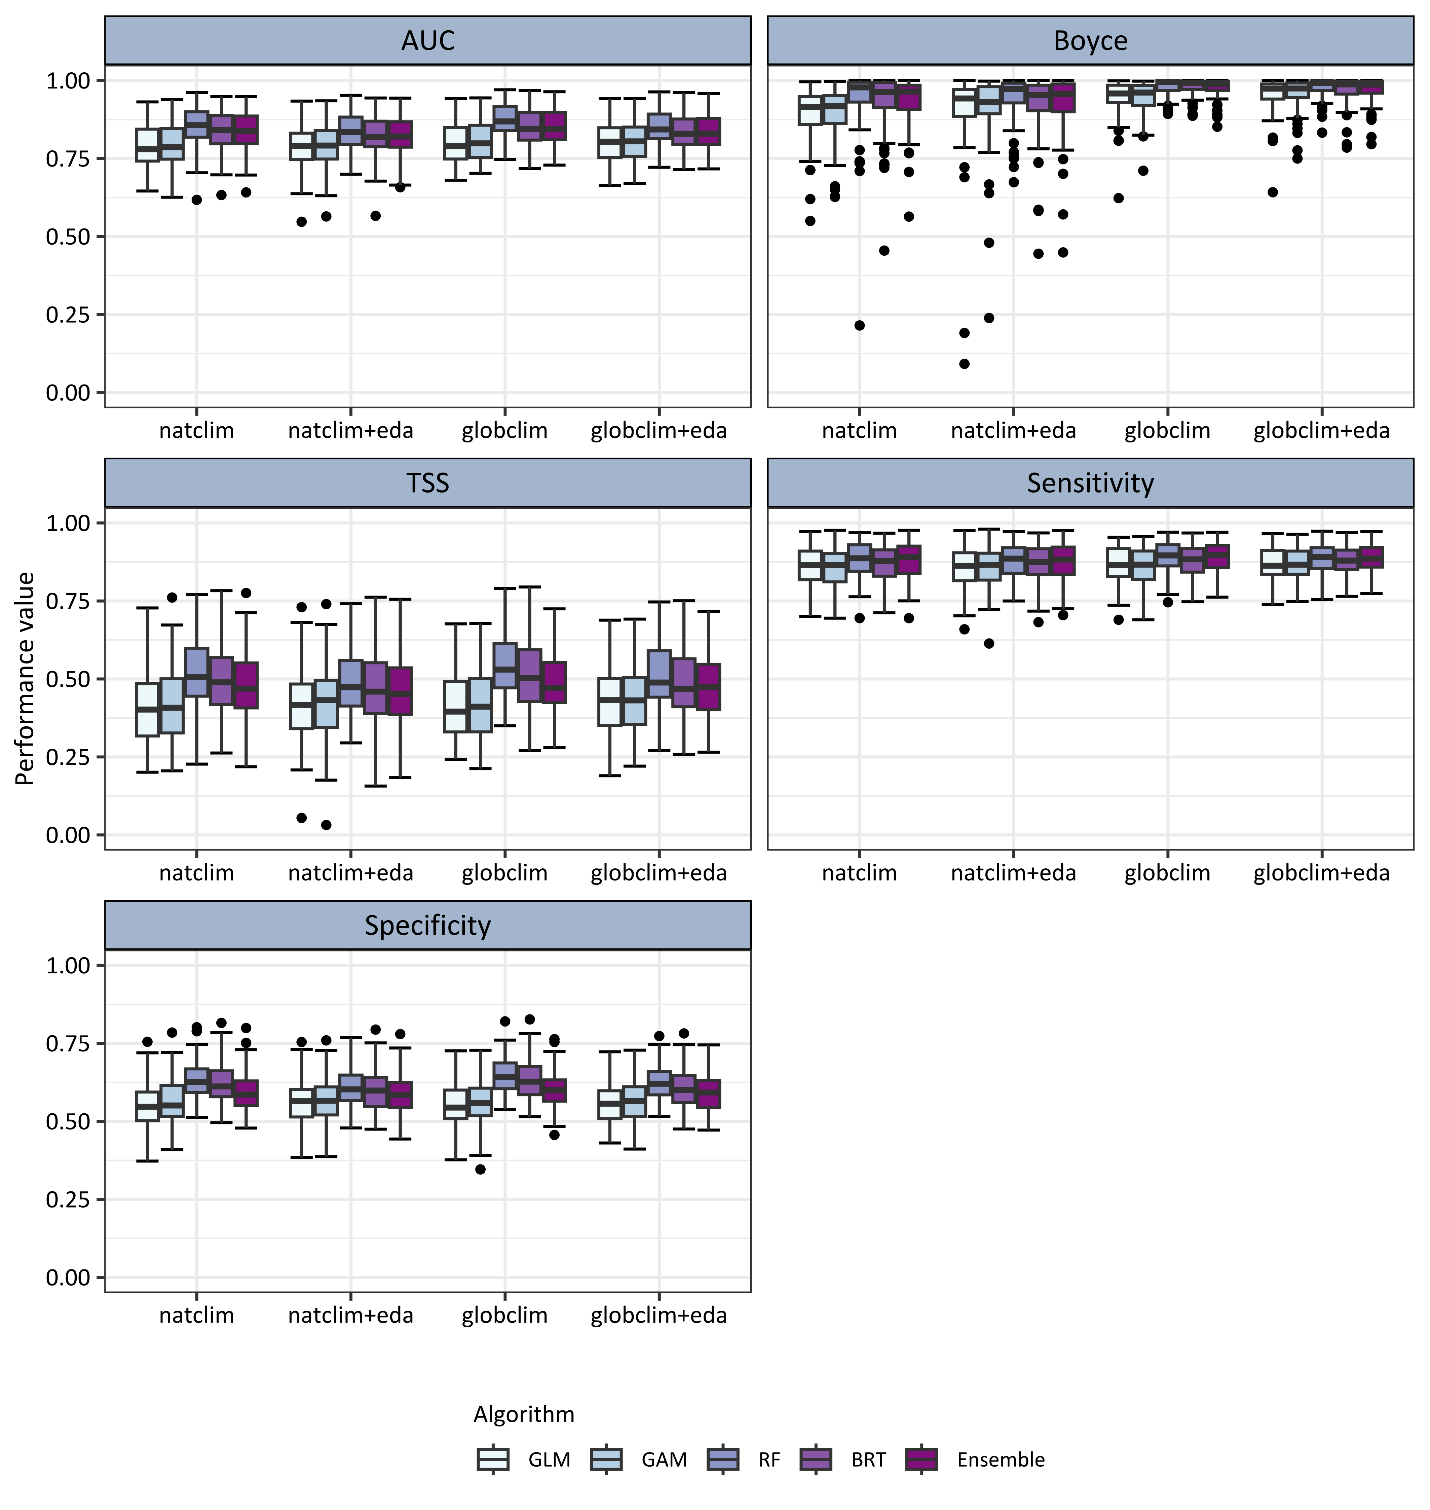 AUC
Boyce
1.00
0.75
0.50
0.25
0.00
natclim natclim+eda globclim globclim+eda
natclim natclim+eda globclim globclim+eda
TSS
Sensitivity
Performance value
1.00
0.75
0.50
0.25
0.00
natclim natclim+eda globclim globclim+eda
natclim natclim+eda globclim globclim+eda
Specificity
1.00
0.75
0.50
0.25
0.00
natclim natclim+eda globclim globclim+eda
Algorithm
GLM GAM RF BRT Ensemble